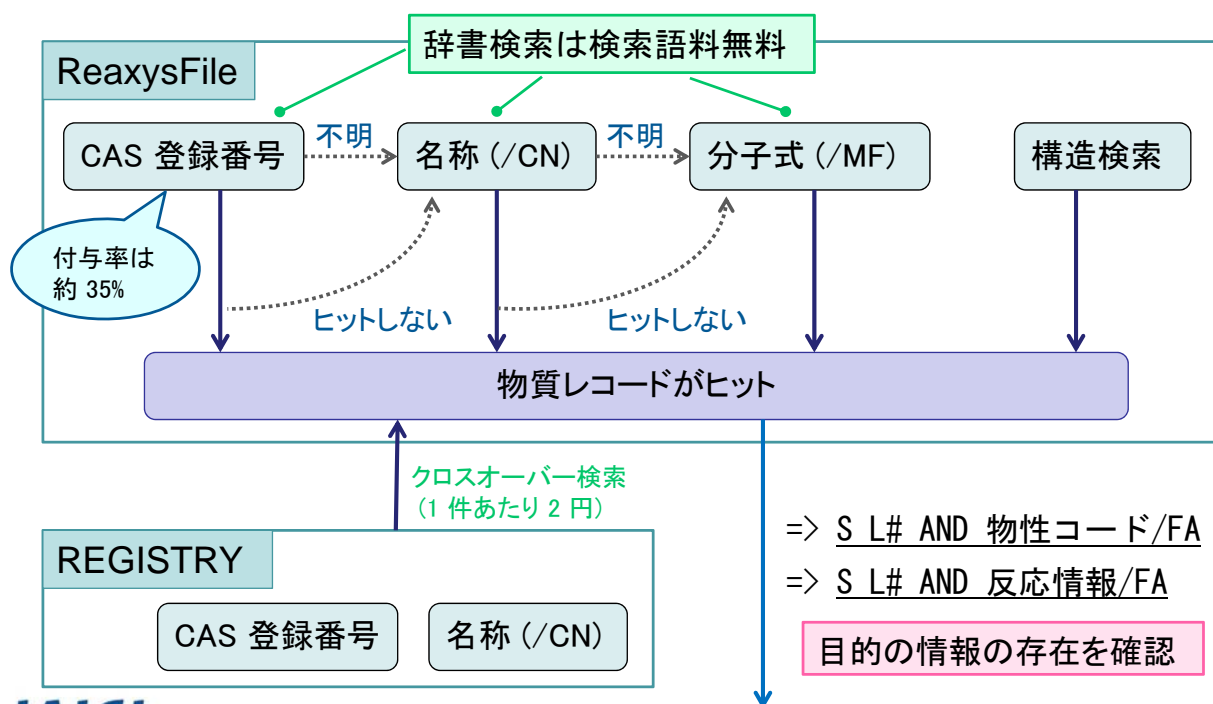 辞書検索は検索語料無料
ReaxysFile
CAS 登録番号
不明
名称 (/CN)
不明
分子式 (/MF)
構造検索
付与率は
約 35%
ヒットしない
ヒットしない
物質レコードがヒット
クロスオーバー検索
(1 件あたり 2 円)
REGISTRY
CAS 登録番号
名称 (/CN)
=> S L# AND 物性コード/FA
=> S L# AND 反応情報/FA
目的の情報の存在を確認